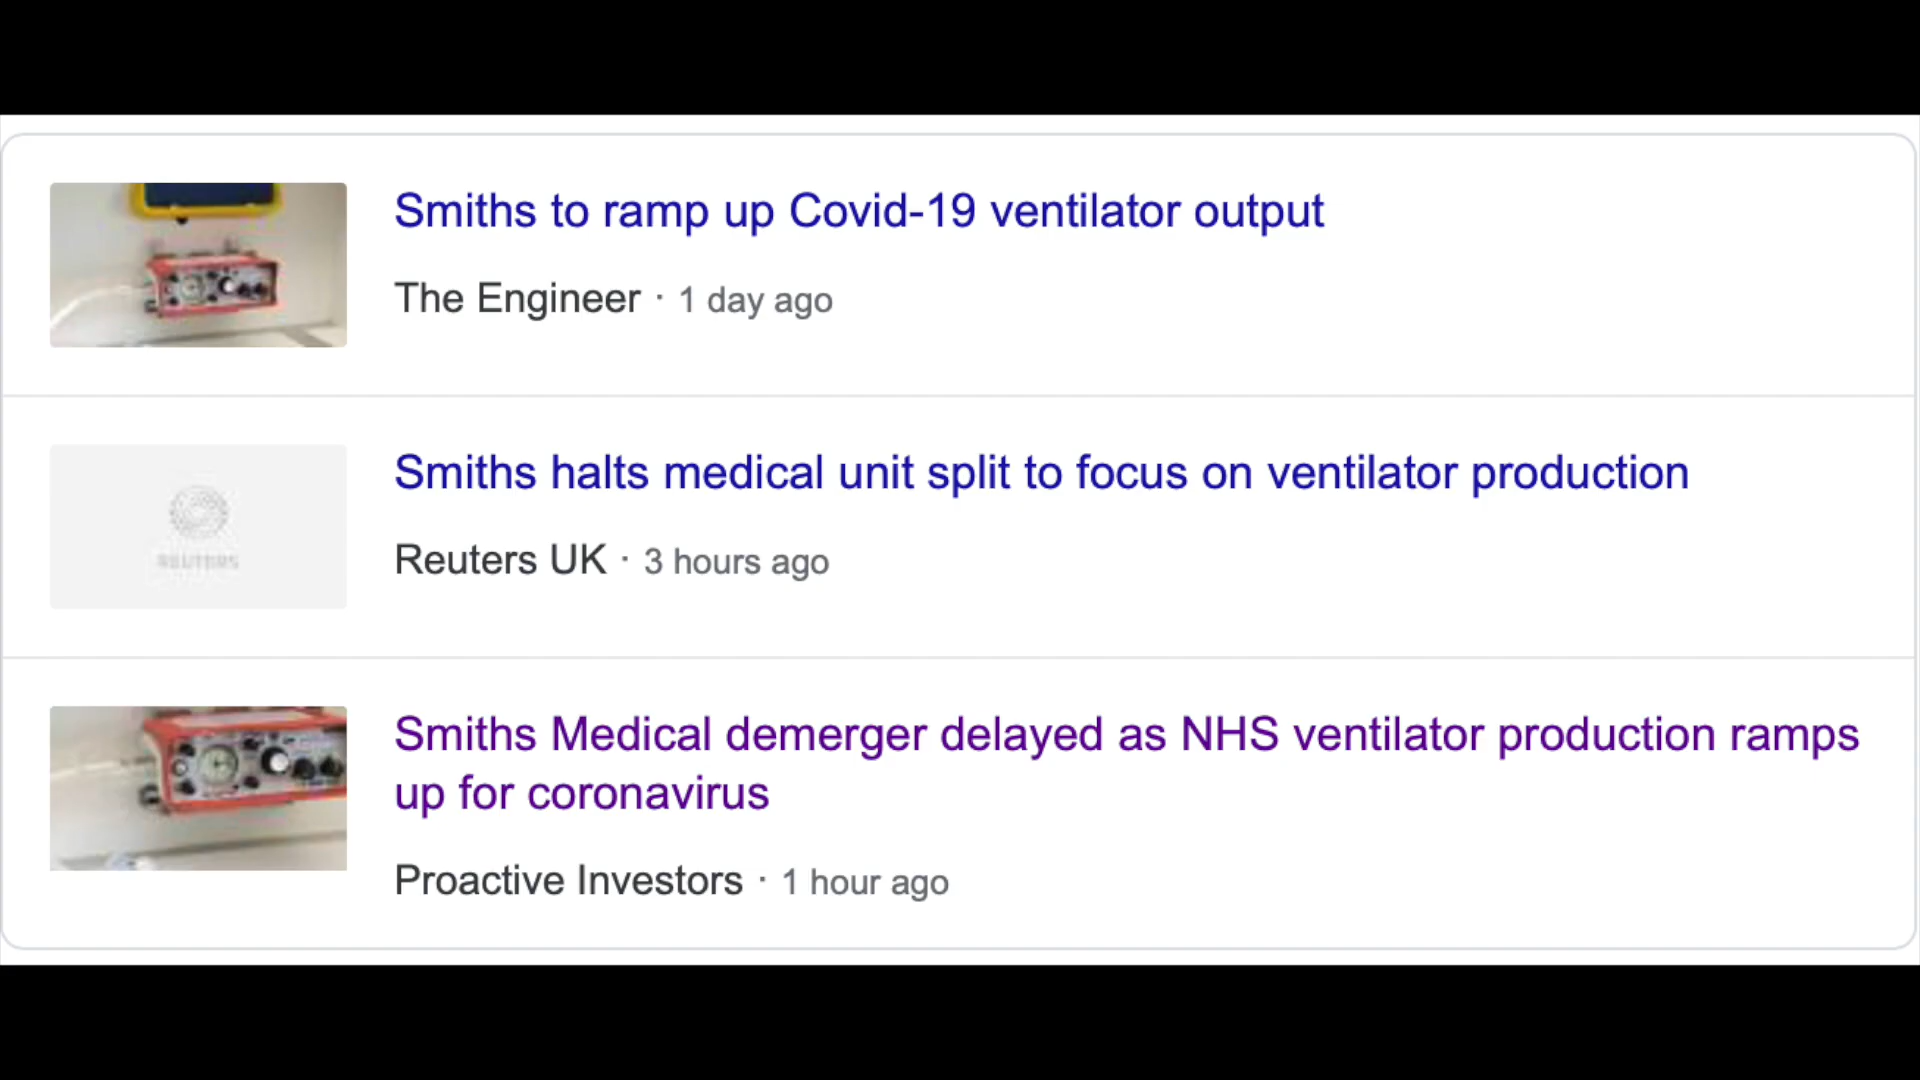 Smiths to ramp up Covid-19 ventilator output
The Engineer · 1 day ago
REUTERS
Smiths halts medical unit split to focus on ventilator production
Reuters UK · 3 hours ago
Smiths Medical demerger delayed as NHS ventilator production ramps
up for coronavirus
Proactive Investors · 1 hour ago